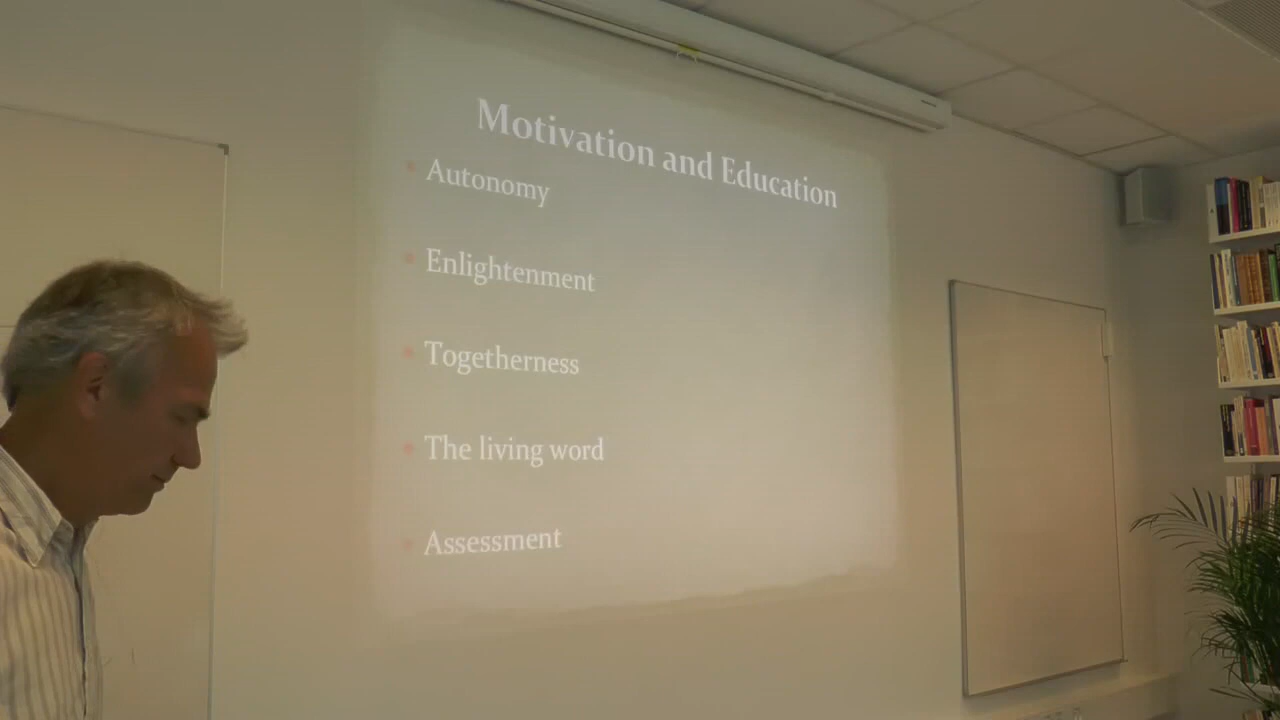 Motivation and Education
Autonomy
Enlightenment
Togetherness
The living word
Assessment